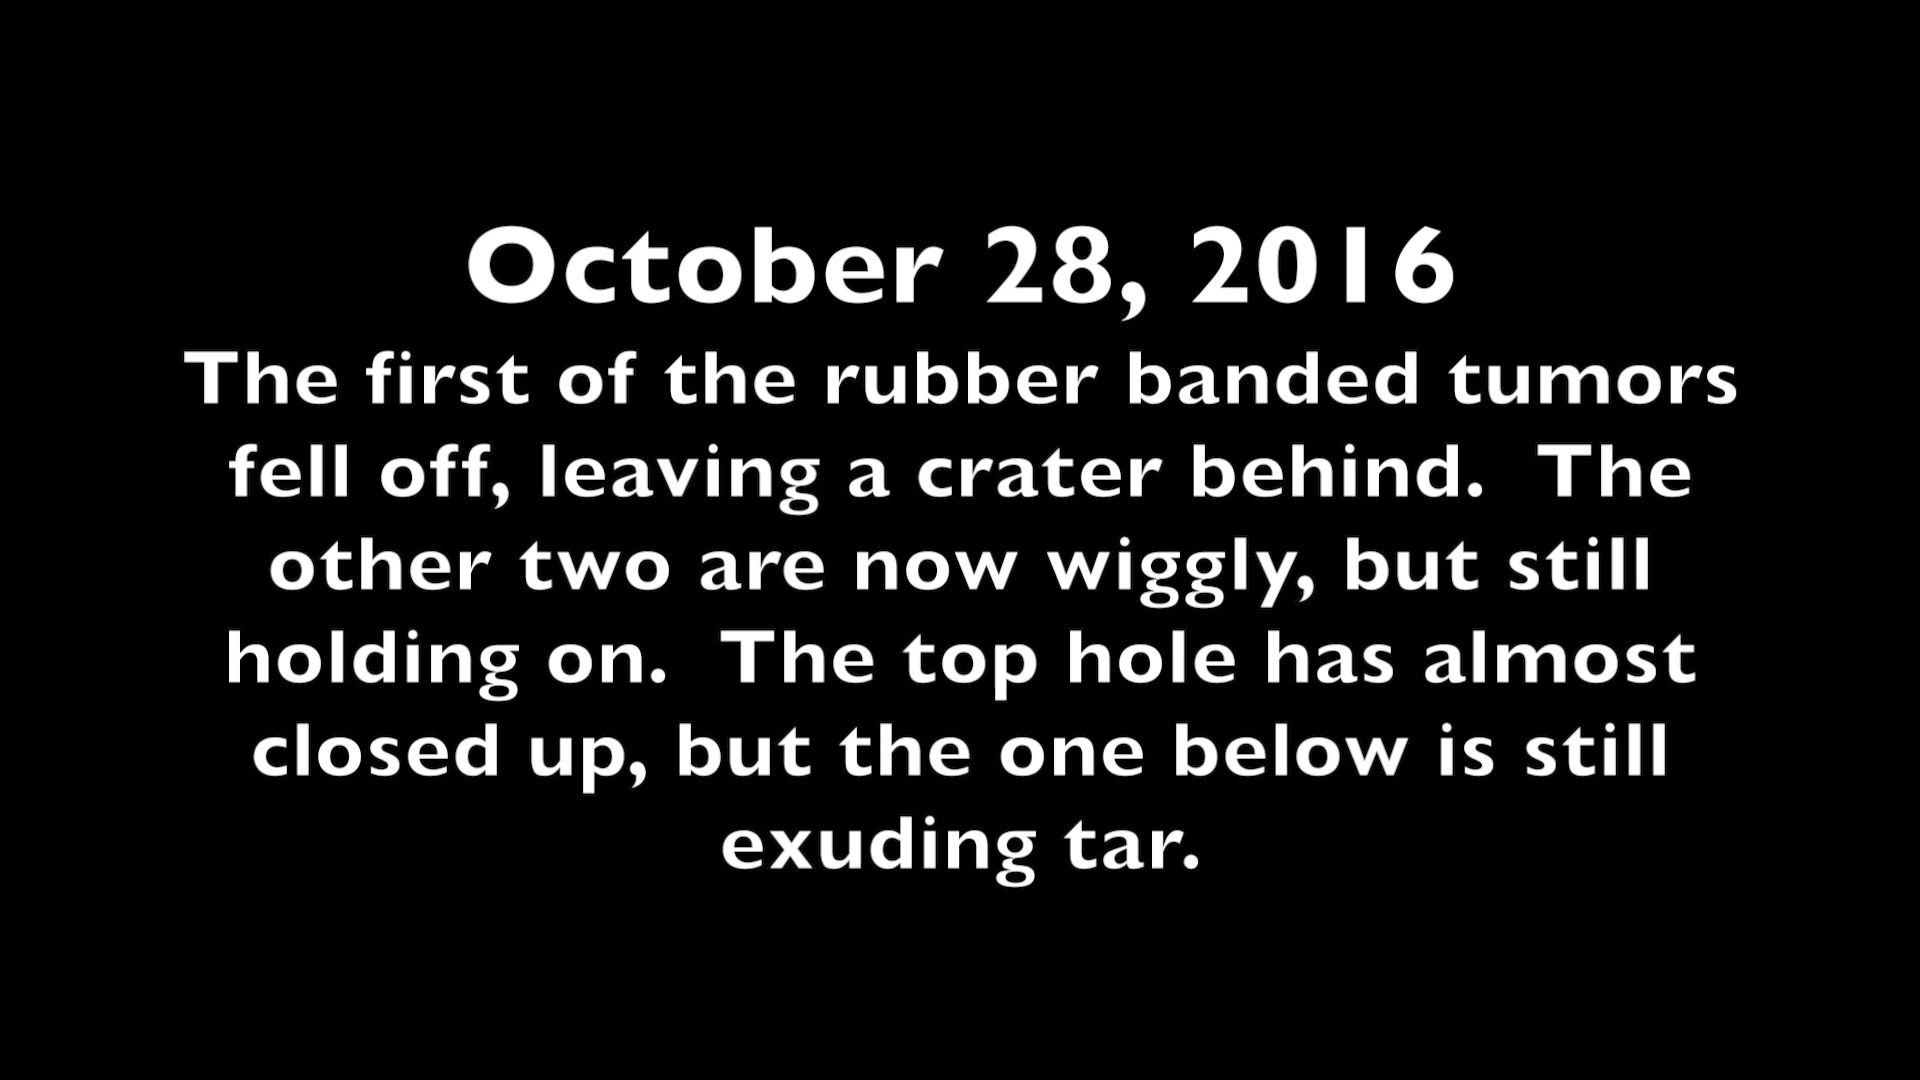 October 28, 2016
The first of the rubber banded tumors
fell off, leaving a crater behind.  The
other two are now wiggly, but still
holding on.  The top hole has almost
closed up, but the one below is still
exuding tar.